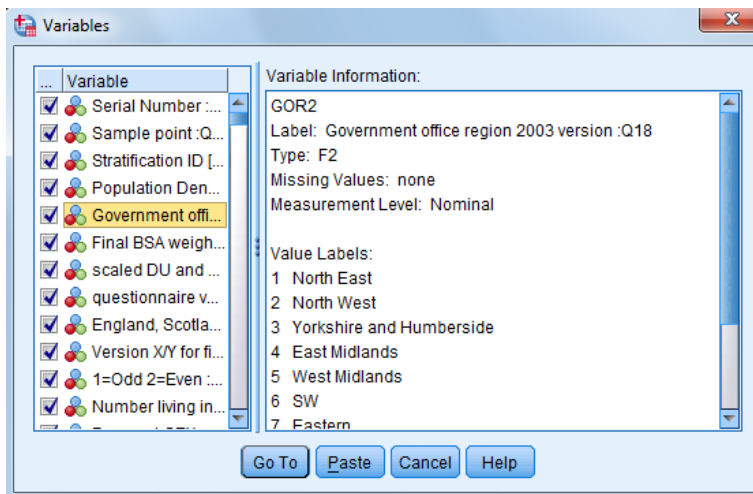 Variables
... Variable
Serial Number :...
Sample point :Q...
Stratification ID [...
Population Den...
Government offi...
Final BSA weigh...
scaled DU and ...
questionnaire v...
England, Scotla...
Version X/Y for fi...
1=Odd 2=Even :...
Number living in...
Variable Information:
GOR2
Label: Government office region 2003 version :Q18
Type: F2
Missing Values: none
Measurement Level: Nominal
Value Labels:
1 North East
2 North West
3 Yorkshire and Humberside
4 East Midlands
5 West Midlands
6 SW
7 Eastern
Go To Paste Cancel Help